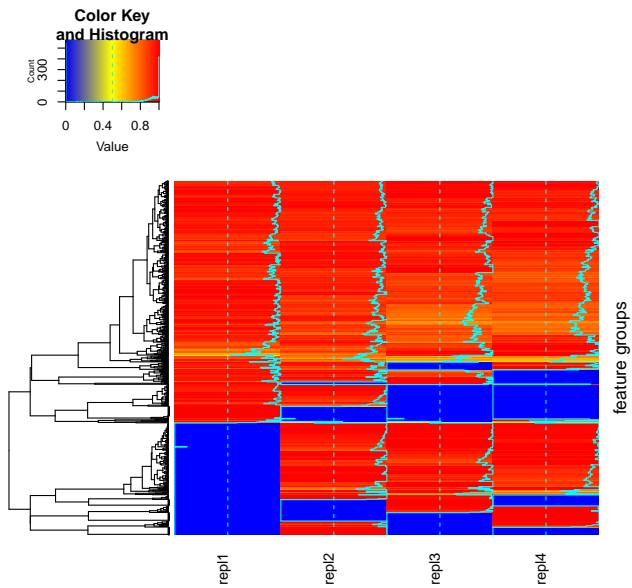 Color Key
and Histogram
Count
0 300
0 0.4 0.8
Value
feature groups
repl1
repl2
repl3
repl4